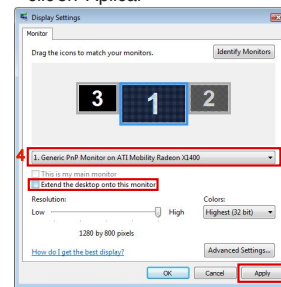 Display Settings
Monitor
Drag the icons to match your monitors.
Identify Monitors
3 1 2
4
1. Generic PnP Monitor on ATI Mobility Radeon X1400
This is my main monitor
Extend the desktop onto this monitor
Resolution:
Colors:
Low High
Highest (32 bit)
1280 by 800 pixels
How do I get the best display?
Advanced Settings...
OK Cancel Apply